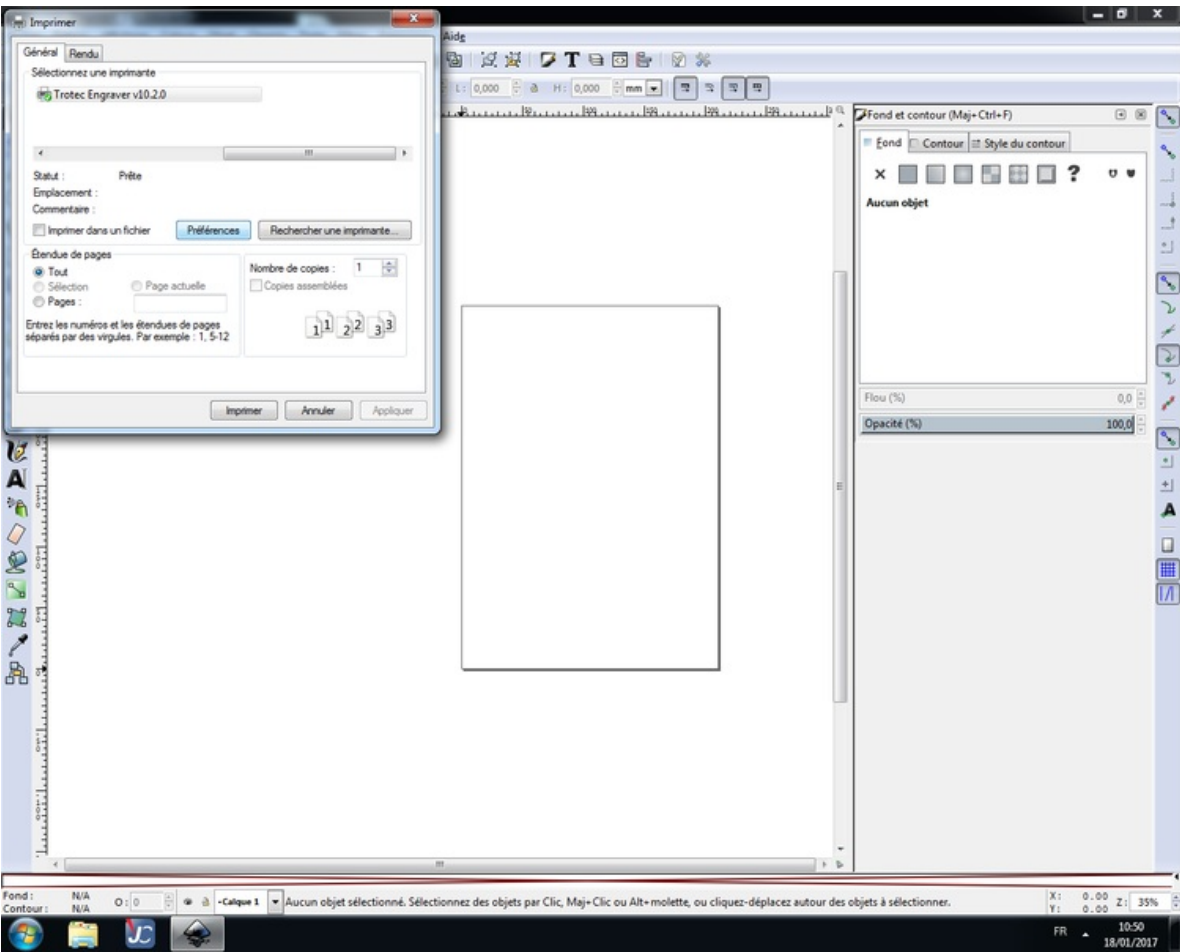 Imprimer
Aide
Général Rendu
Sélectionnez une imprimante
Trotec Engraver v10.2.0
Statut : Prête
Emplacement :
Commentaire :
Imprimer dans un fichier Préférences Rechercher une imprimante...
Étendue de pages
Tout
Sélection Page actuelle
Pages :
Entrez les numéros et les étendues de pages
séparés par des virgules. Par exemple : 1, 5-12
Nombre de copies : 1
Copies assemblées
1 1 2 2 3 3
Imprimer Annuler Appliquer
L: 0,000 H: 0,000 mm
Fond et contour (Maj+Ctrl+F)
Fond Contour Style du contour
Aucun objet
Flou (%) 0,0
Opacité (%) 100,0
Fond : N/A
Contour : N/A
O: 0
-Calque 1
Aucun objet sélectionné. Sélectionnez des objets par Clic, Maj+Clic ou Alt+molette, ou cliquez-déplacez autour des objets à sélectionner.
X: 0.00
Y: 0.00
Z: 35%
FR
10:50
18/01/2017